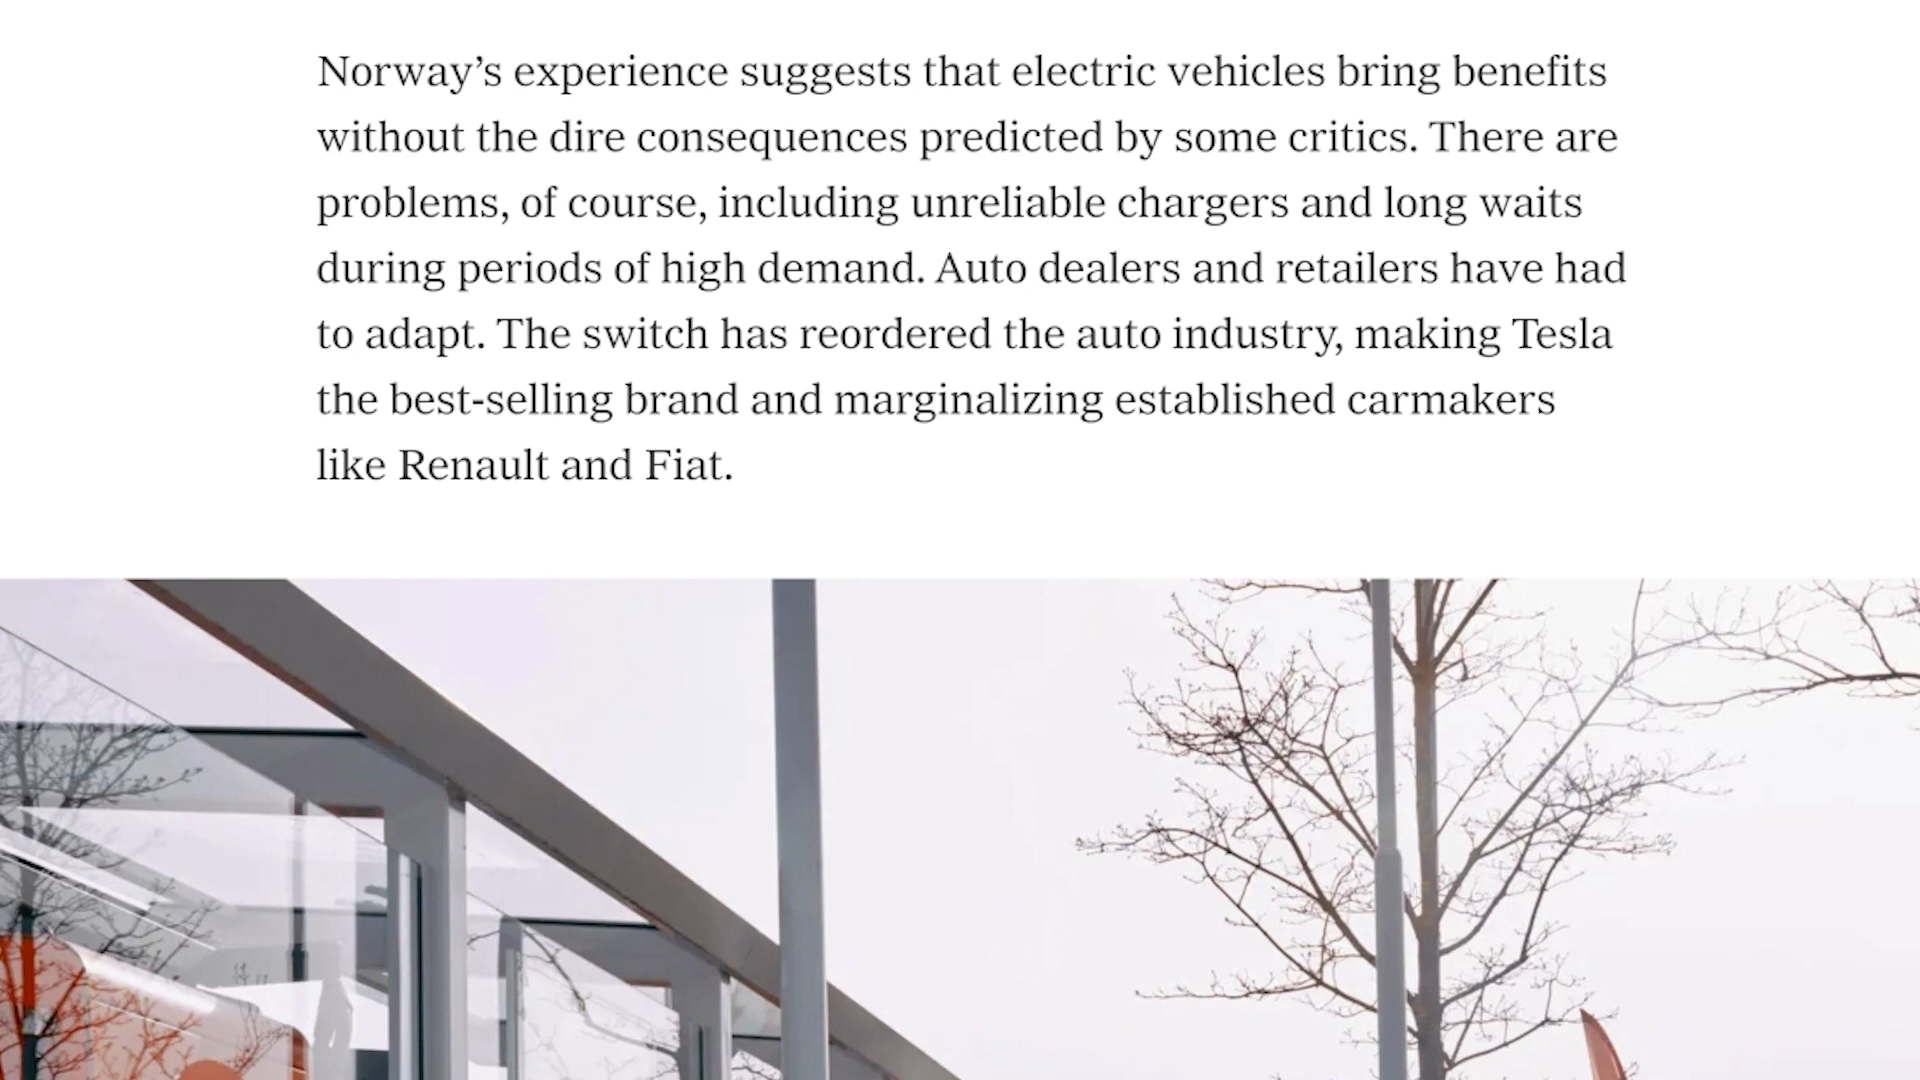 Norway’s experience suggests that electric vehicles bring benefits
without the dire consequences predicted by some critics. There are
problems, of course, including unreliable chargers and long waits
during periods of high demand. Auto dealers and retailers have had
to adapt. The switch has reordered the auto industry, making Tesla
the best-selling brand and marginalizing established carmakers
like Renault and Fiat.